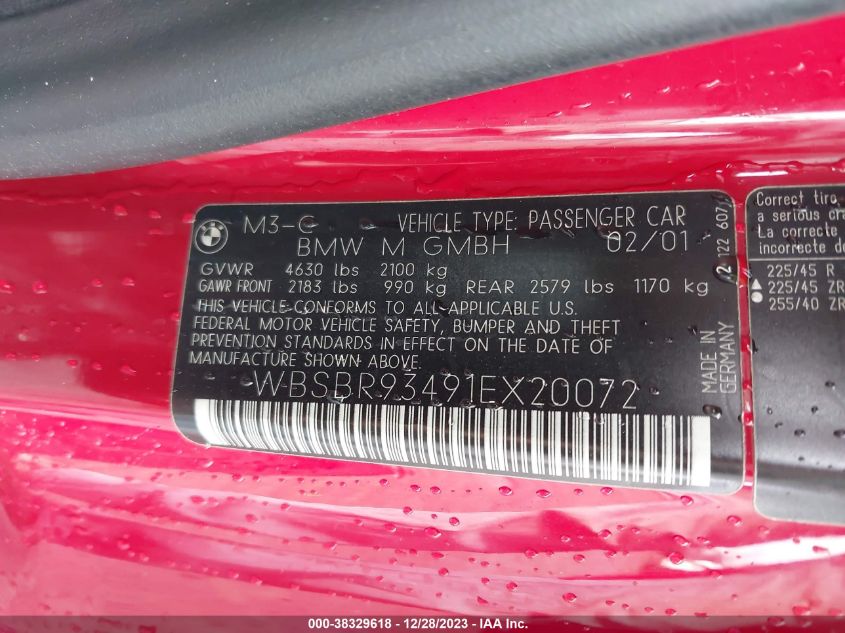 M3-C VEHICLE TYPE: PASSENGER CAR
BMW M GMBH 02/01
GVWR 4630 lbs 2100 kg
GAWR FRONT 2183 lbs 990 kg REAR 2579 lbs 1170 kg
THIS VEHICLE CONFORMS TO ALL APPLICABLE U.S.
FEDERAL MOTOR VEHICLE SAFETY, BUMPER AND THEFT
PREVENTION STANDARDS IN EFFECT ON THE DATE OF
MANUFACTURE SHOWN ABOVE.
WBSBR93491EX20072
MADE IN
GERMANY
2 122 607
Correct tire
a serious
La correcte
incorrecte de
225/45 R
225/45 ZR
255/40 ZR
000-38329618 - 12/28/2023 - IAA Inc.